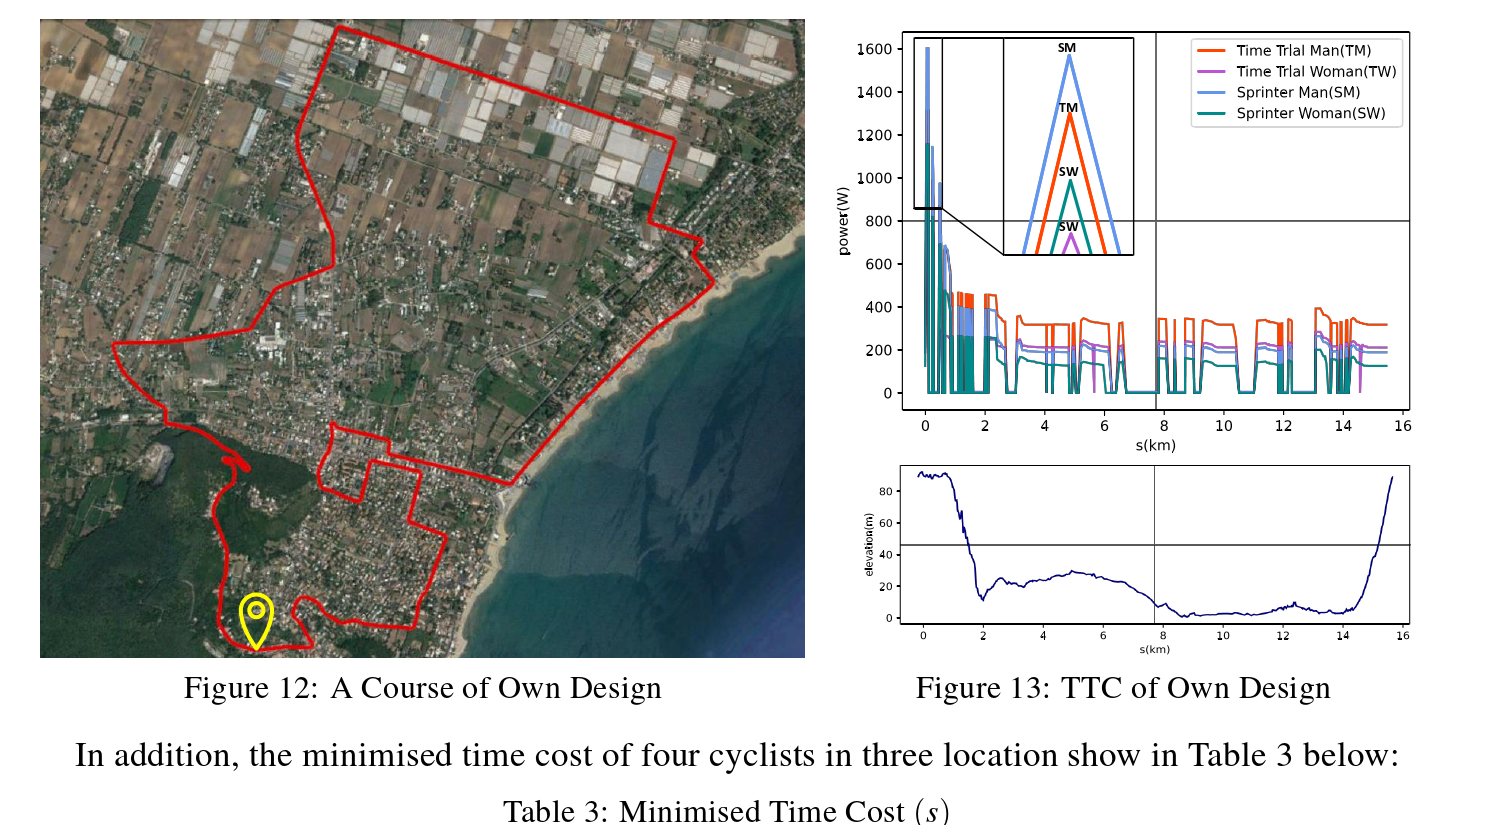 1600
1400
1200
1000
800
600
400
200
0
power(W)
SM
TM
SW
SW
Time Trlal Man(TM)
Time Trlal Woman(TW)
Sprinter Man(SM)
Sprinter Woman(SW)
0 2 4 6 8 10 12 14 16
s(km)
80
60
40
20
0
elevation(m)
0 2 4 6 8 10 12 14 16
s(km)
Figure 12: A Course of Own Design
Figure 13: TTC of Own Design
In addition, the minimised time cost of four cyclists in three location show in Table 3 below:
Table 3: Minimised Time Cost (s)